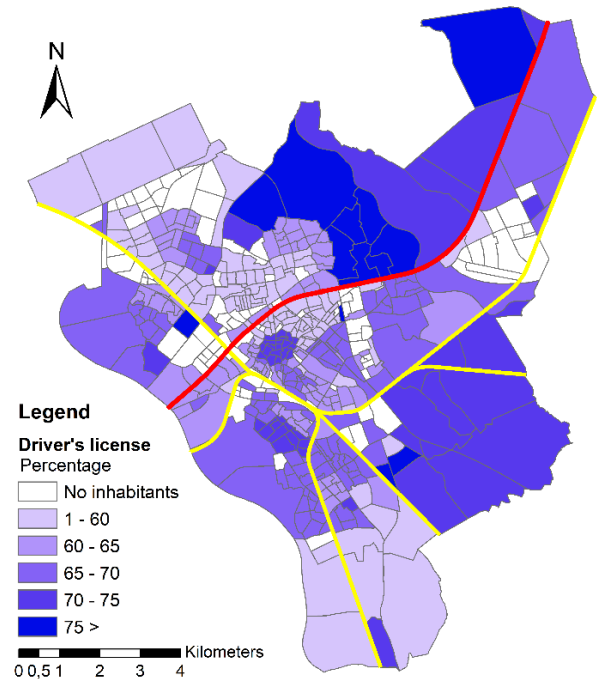 N
Legend
Driver's license
Percentage
No inhabitants
1 - 60
60 - 65
65 - 70
70 - 75
75 >
Kilometers
0 0,5 1 2 3 4